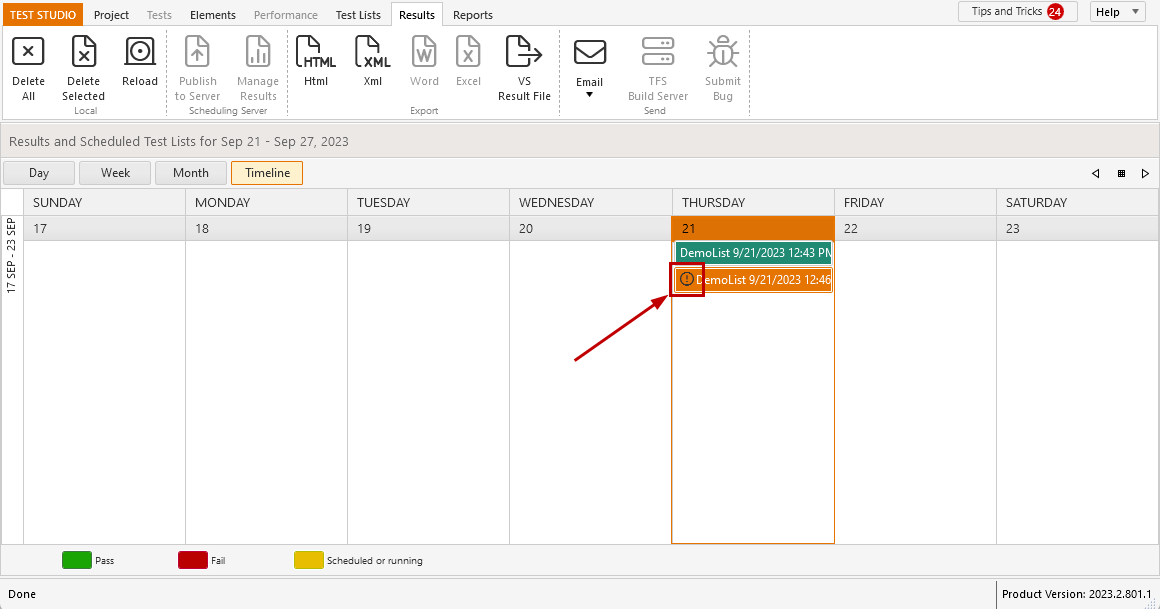 TEST STUDIO Project Tests Elements Performance Test Lists Results Reports Tips and Tricks 24 Help
Delete All
Delete Selected
Reload
Local
Publish to Server
Manage Results
Scheduling Server
HTML
Html
XML
Xml
W
Word
X
Excel
VS Result File
Export
Email
TFS Build Server
Submit Bug
Send
Results and Scheduled Test Lists for Sep 21 - Sep 27, 2023
Day Week Month Timeline
SUNDAY MONDAY TUESDAY WEDNESDAY THURSDAY FRIDAY SATURDAY
17 SEP - 23 SEP
17 18 19 20 21 22 23
DemoList 9/21/2023 12:43 PM
DemoList 9/21/2023 12:46
Pass Fail Scheduled or running
Done Product Version: 2023.2.801.1